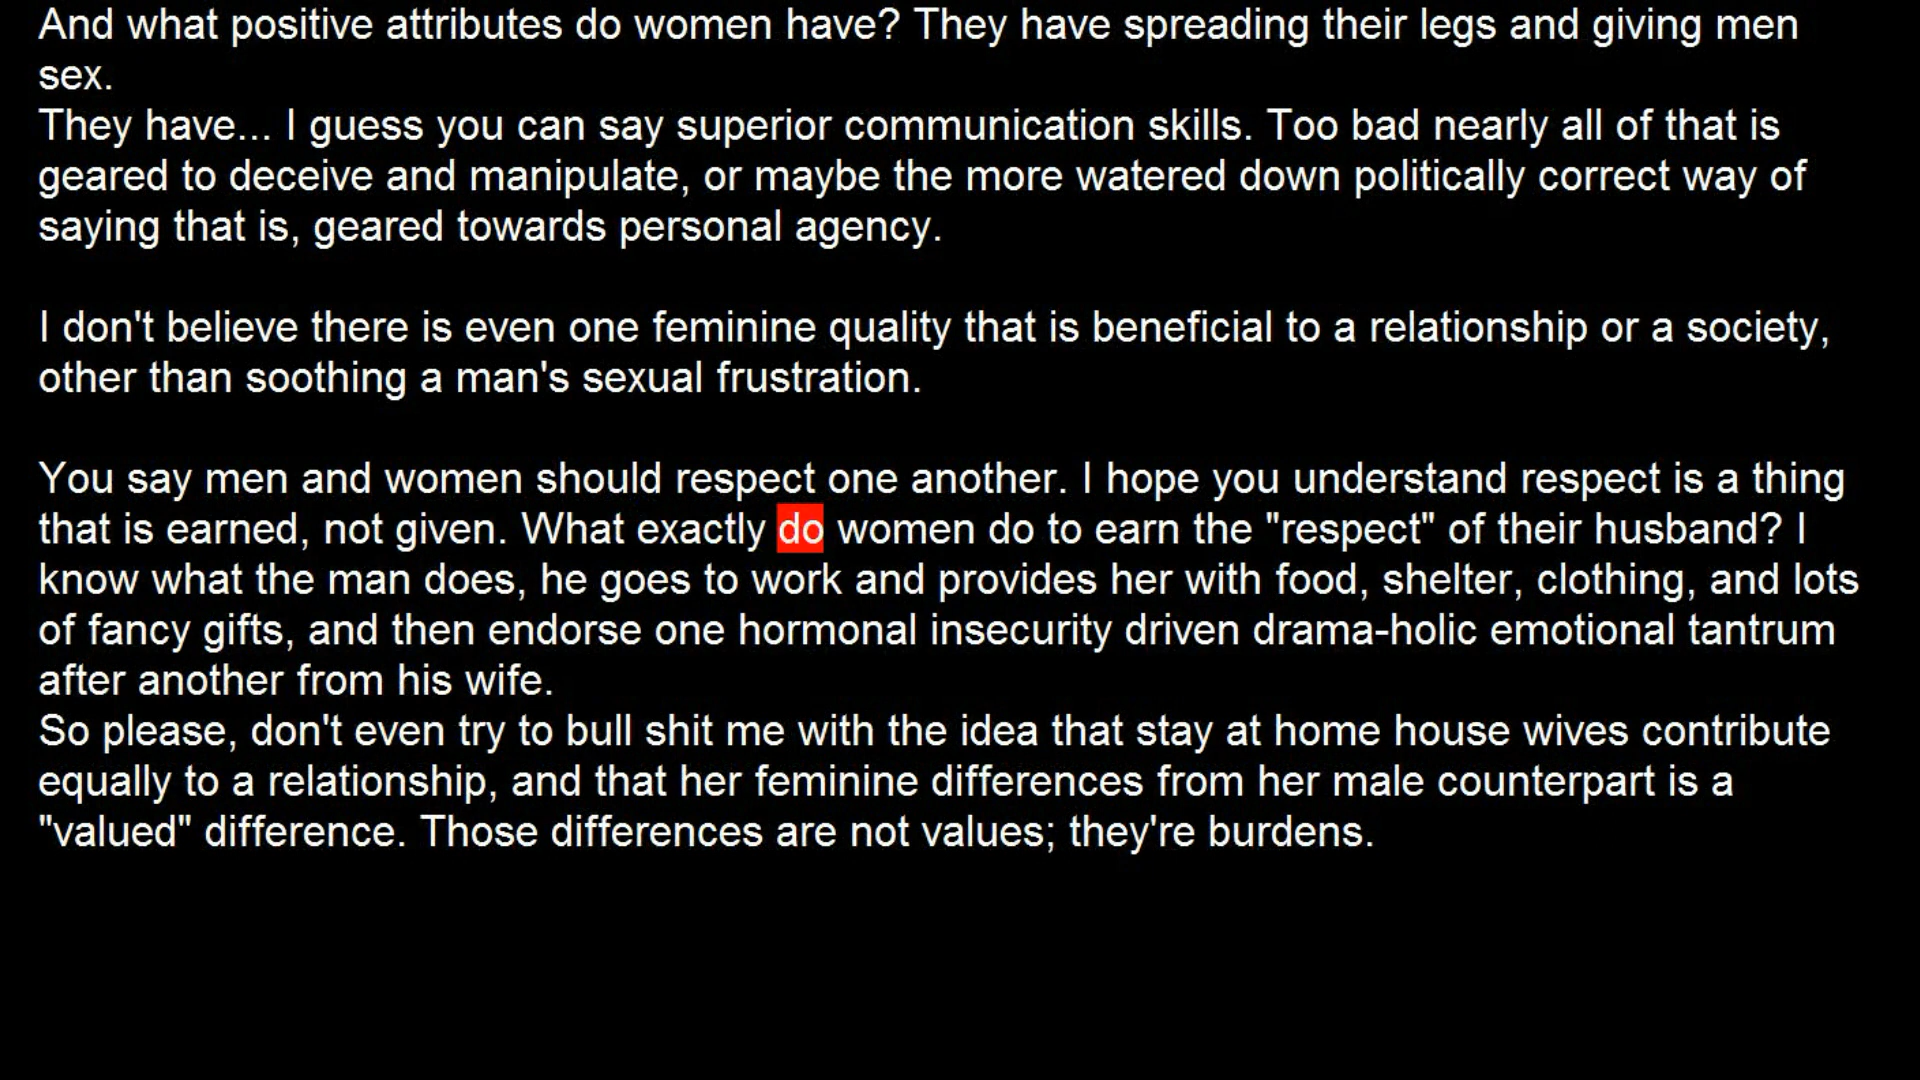 And what positive attributes do women have? They have spreading their legs and giving men
sex.
They have... I guess you can say superior communication skills. Too bad nearly all of that is
geared to deceive and manipulate, or maybe the more watered down politically correct way of
saying that is, geared towards personal agency.
I don't believe there is even one feminine quality that is beneficial to a relationship or a society,
other than soothing a man's sexual frustration.
You say men and women should respect one another. I hope you understand respect is a thing
that is earned, not given. What exactly do women do to earn the "respect" of their husband? I
know what the man does, he goes to work and provides her with food, shelter, clothing, and lots
of fancy gifts, and then endorse one hormonal insecurity driven drama-holic emotional tantrum
after another from his wife.
So please, don't even try to bull shit me with the idea that stay at home house wives contribute
equally to a relationship, and that her feminine differences from her male counterpart is a
"valued" difference. Those differences are not values; they're burdens.